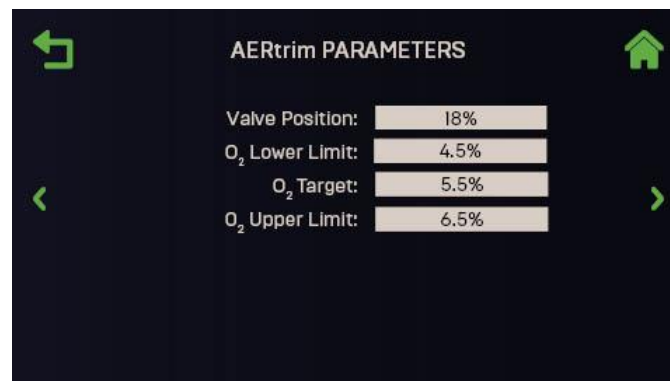 AERtrim PARAMETERS
Valve Position: 18%
O₂ Lower Limit: 4.5%
O₂ Target: 5.5%
O₂ Upper Limit: 6.5%